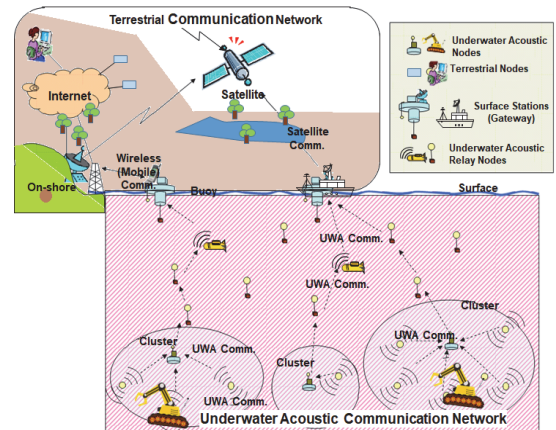 Terrestrial Communication Network
Internet
Satellite
Satellite
Comm.
Wireless
(Mobile)
Comm.
On-shore
Buoy
Surface
UWA Comm.
UWA Comm.
Cluster
UWA Comm.
Cluster
UWA Comm.
Cluster
UWA Comm.
Underwater Acoustic Communication Network
Underwater Acoustic
Nodes
Terrestrial Nodes
Surface Stations
(Gateway)
Underwater Acoustic
Relay Nodes